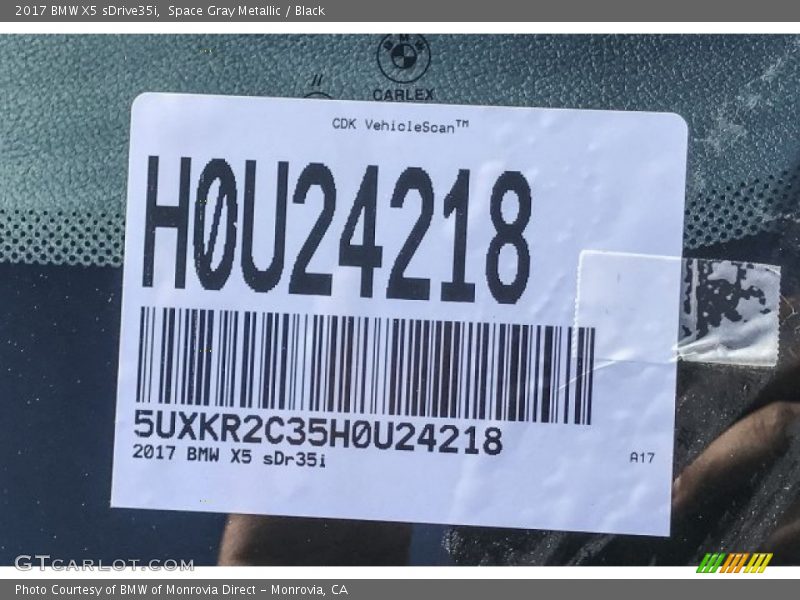 2017 BMW X5 sDrive35i, Space Gray Metallic / Black
BMW
CARLEX
CDK VehicleScan™
H0U24218
5UXKR2C35H0U24218
2017 BMW X5 sDr35i
A17
GTCARLOT.COM
Photo Courtesy of BMW of Monrovia Direct - Monrovia, CA